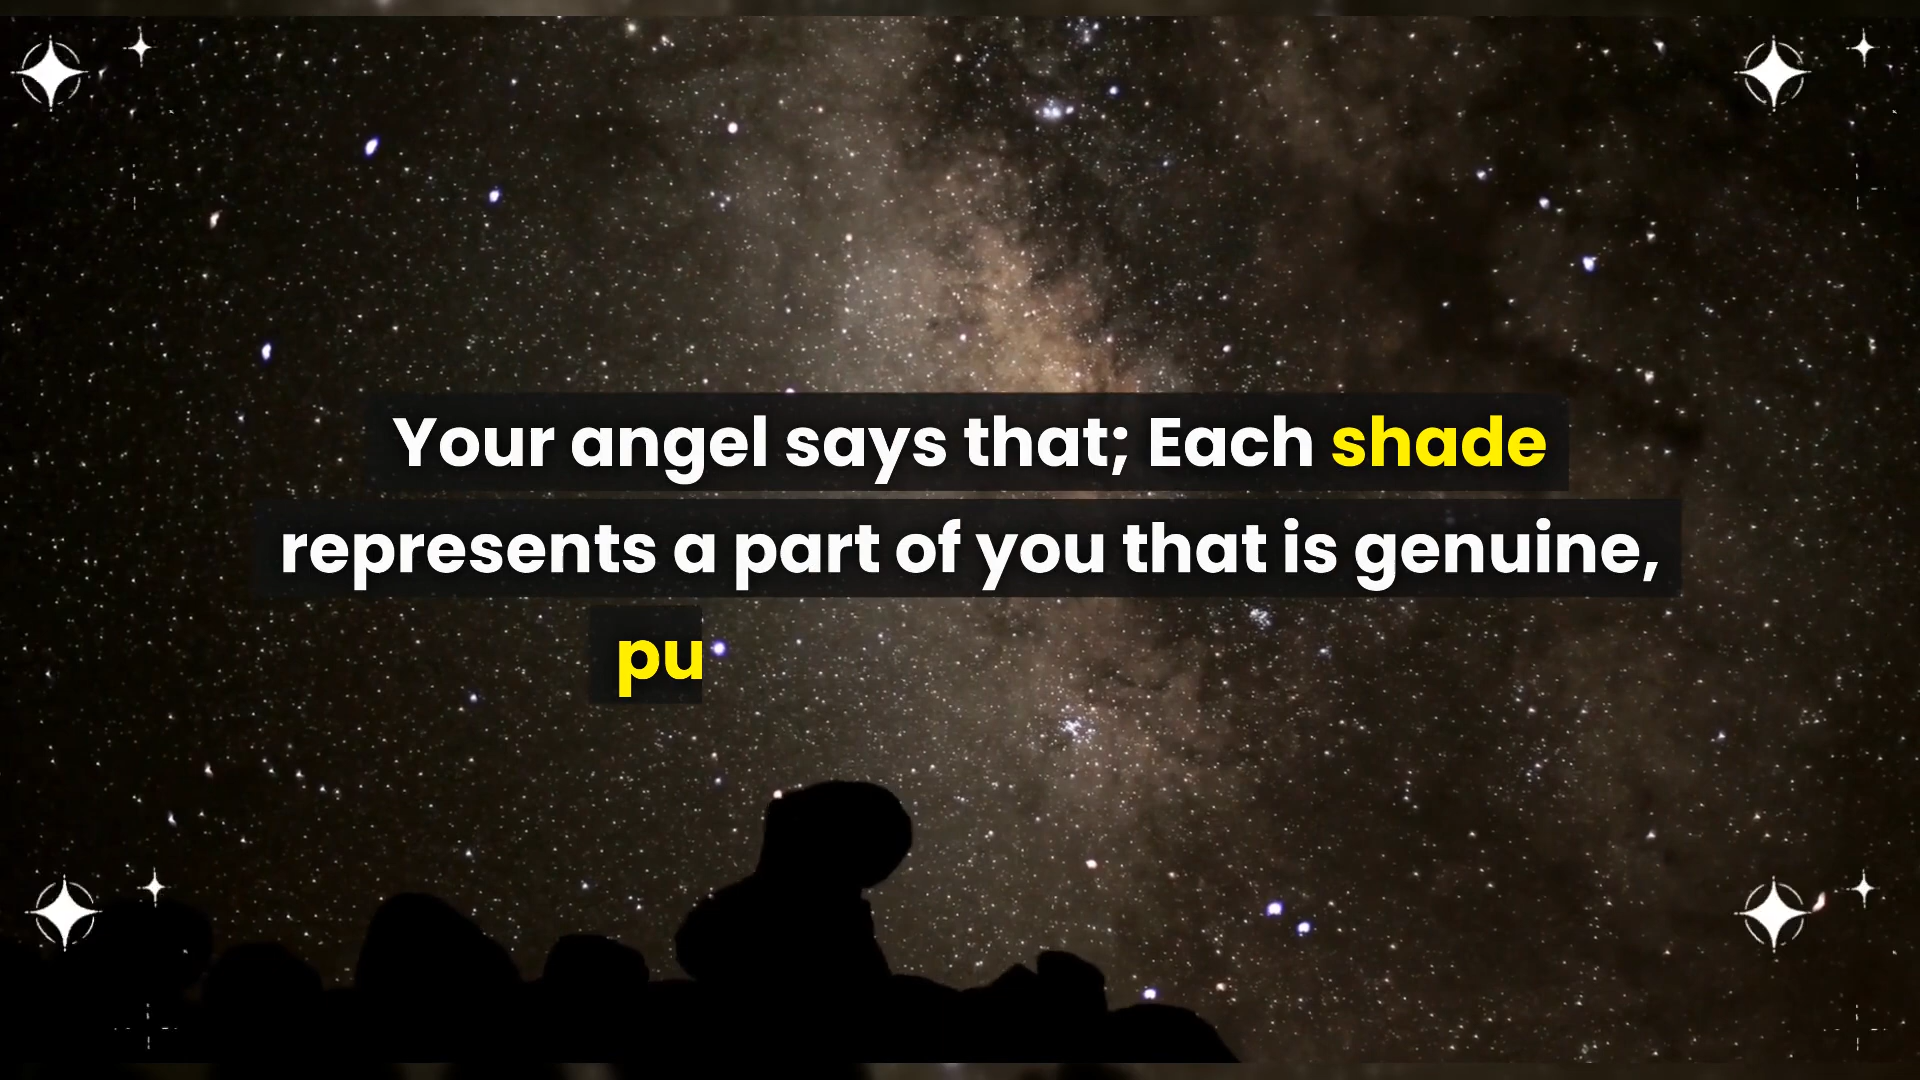 Your angel says that; Each shade
represents a part of you that is genuine,
pu